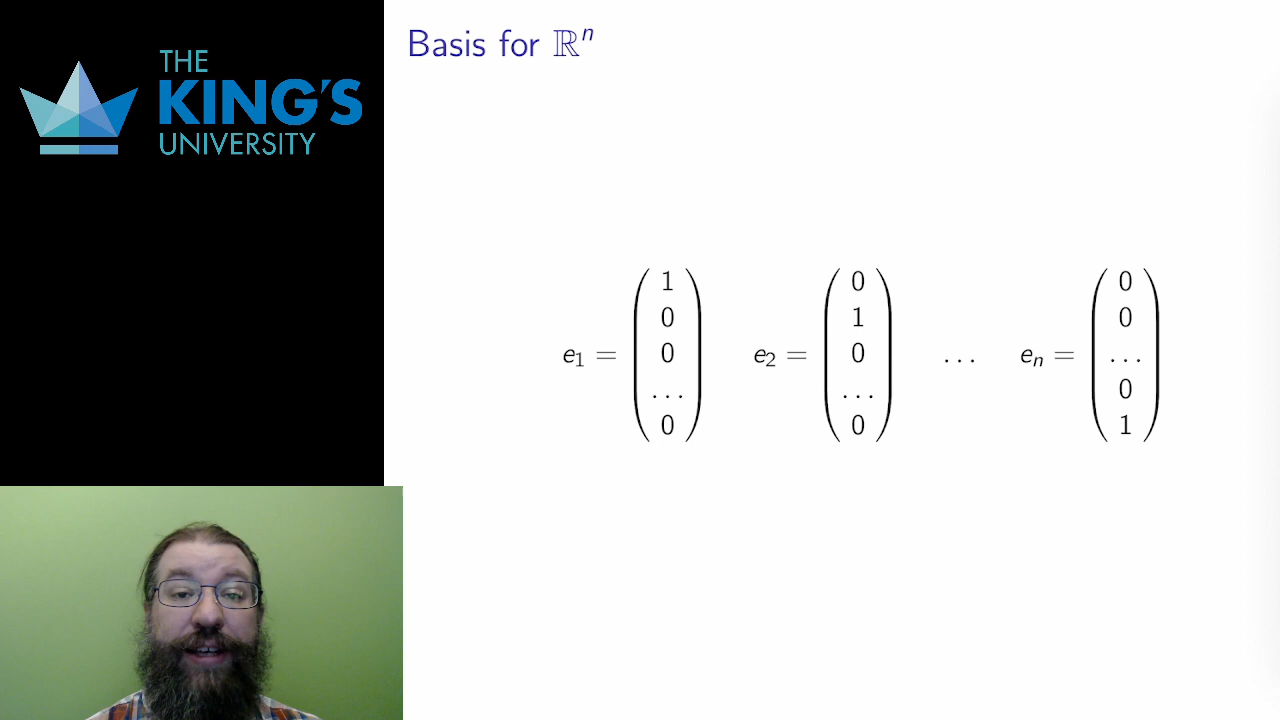 THE
KING'S
UNIVERSITY
Basis for ℝⁿ
e₁ = (1 0 0 … 0) e₂ = (0 1 0 … 0) … eₙ = (0 0 … 0 1)